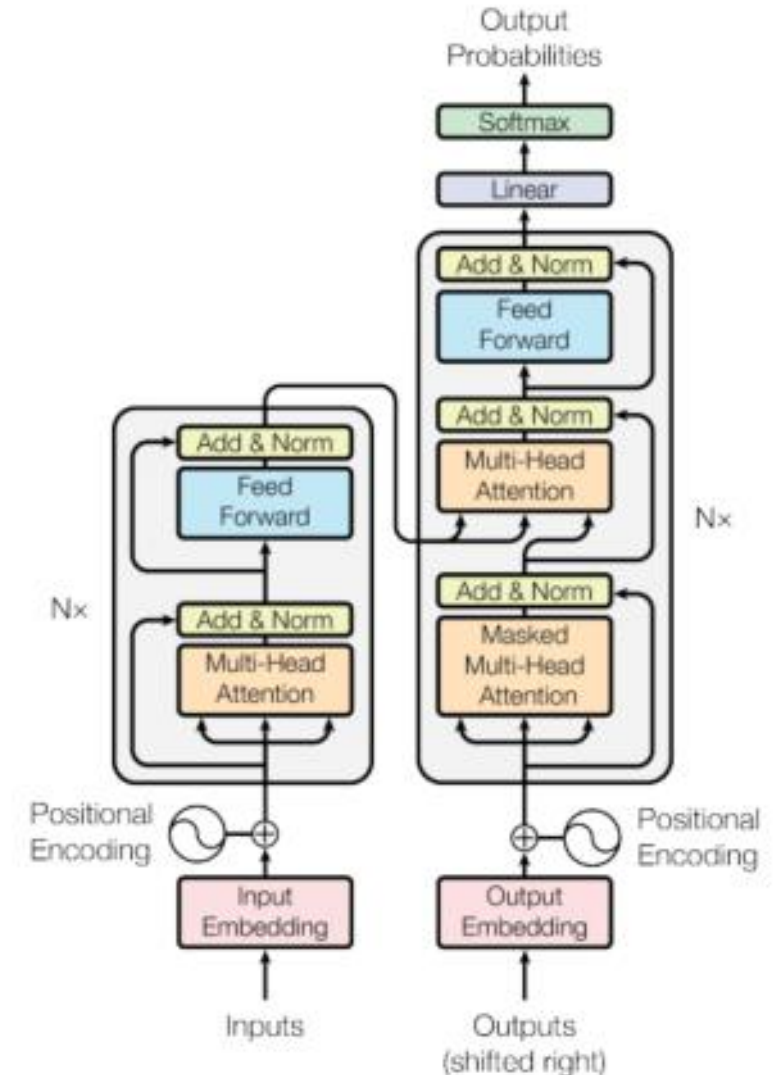 Output
Probabilities
Softmax
Linear
Add & Norm
Feed
Forward
Add & Norm
Multi-Head
Attention
Add & Norm
Masked
Multi-Head
Attention
Nx
Add & Norm
Feed
Forward
Add & Norm
Multi-Head
Attention
Nx
Positional
Encoding
Positional
Encoding
Input
Embedding
Output
Embedding
Inputs
Outputs
(shifted right)